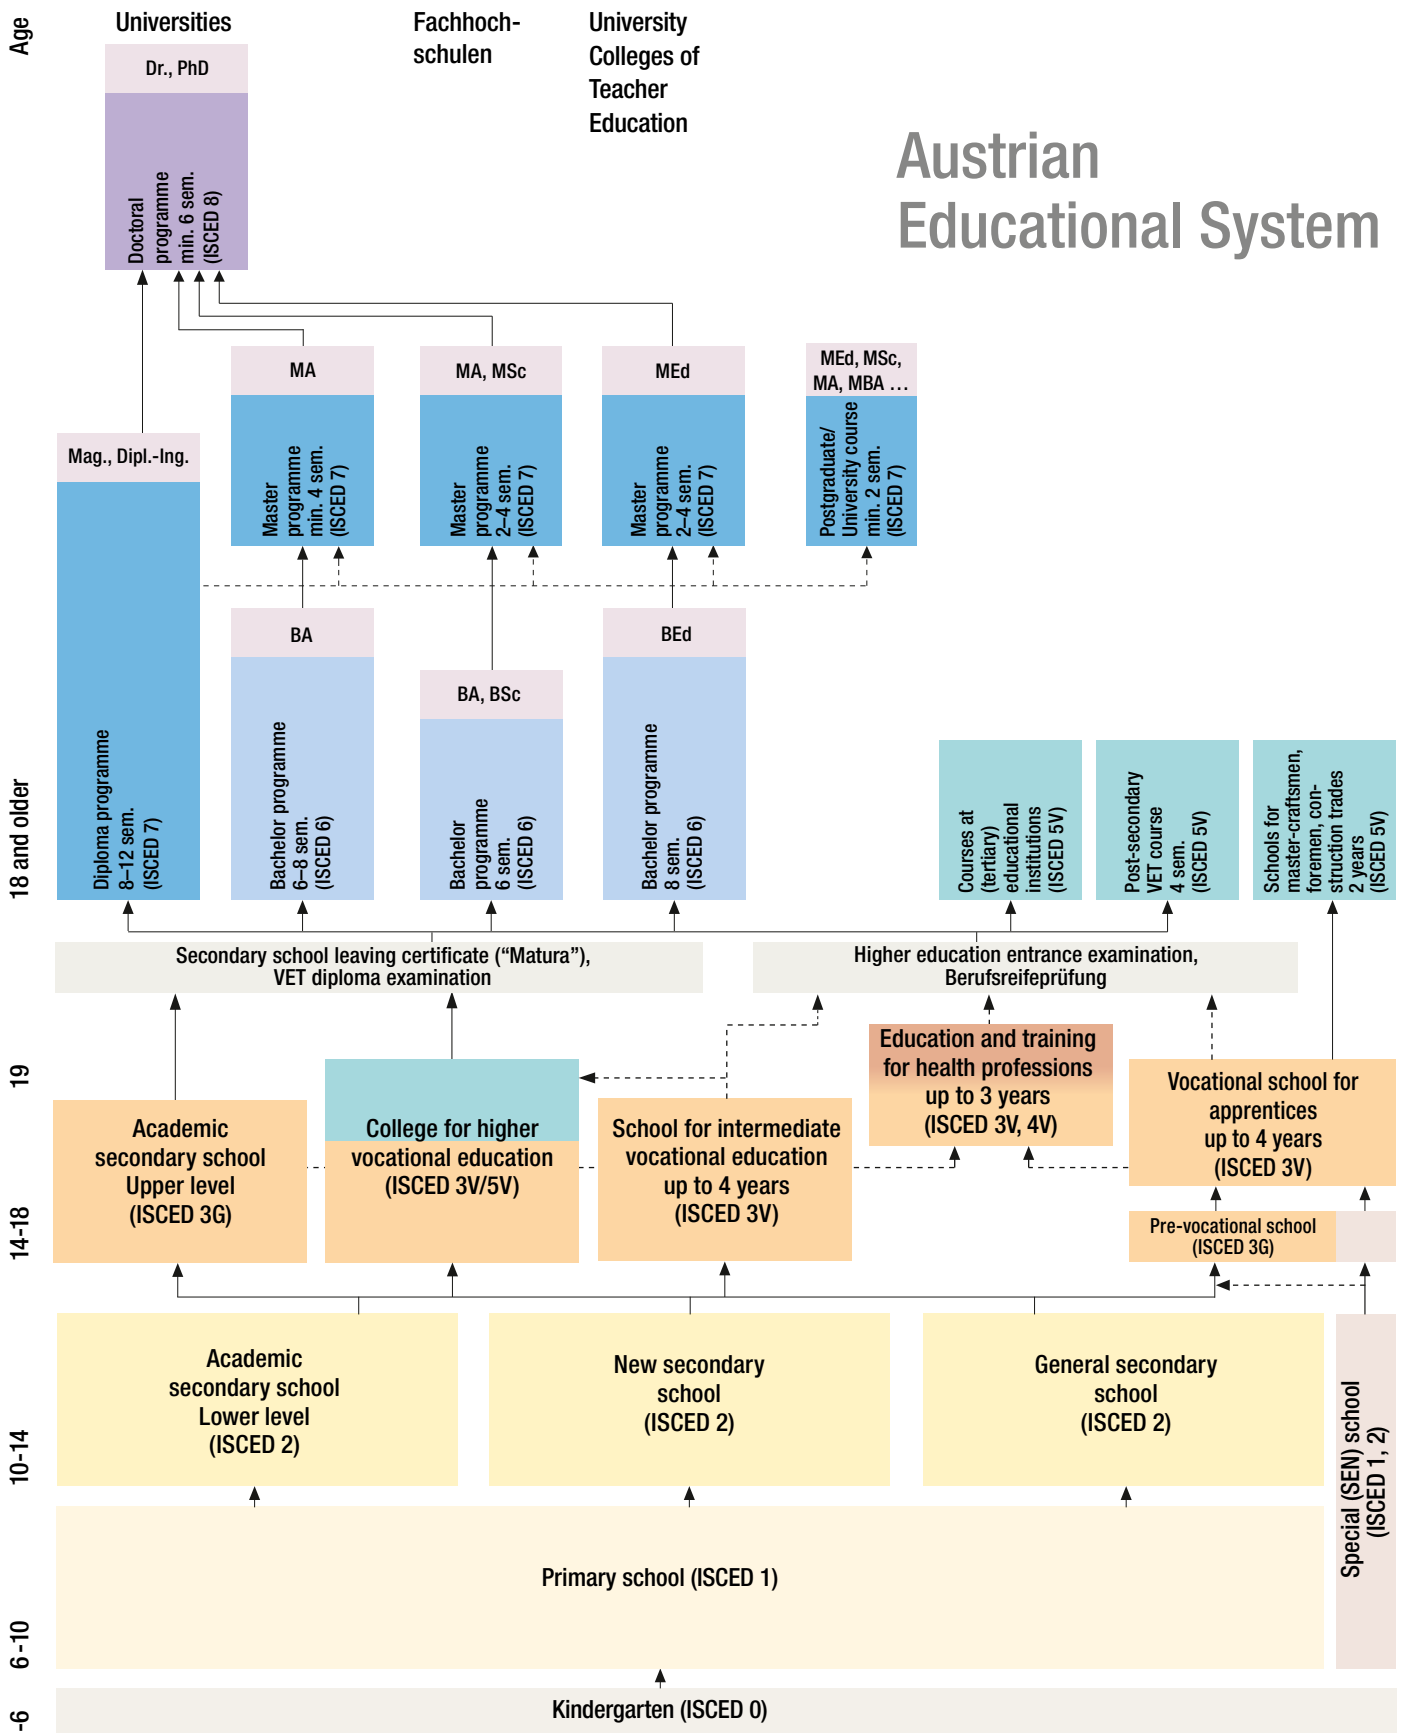 Age
Universities
Fachhoch-
schulen
University
Colleges of
Teacher
Education
Austrian
Educational System
Dr., PhD
Doctoral
programme
min. 6 sem.
(ISCED 8)
MA
Master
programme
min. 4 sem.
(ISCED 7)
MA, MSc
Master
programme
2–4 sem.
(ISCED 7)
MEd
Master
programme
2–4 sem.
(ISCED 7)
MEd, MSc,
MA, MBA …
Postgraduate/
University course
min. 2 sem.
(ISCED 7)
Mag., Dipl.-Ing.
Diploma programme
8–12 sem.
(ISCED 7)
BA
Bachelor programme
6–8 sem.
(ISCED 6)
BA, BSc
Bachelor
programme
6 sem.
(ISCED 6)
BEd
Bachelor programme
8 sem.
(ISCED 6)
Courses at
(tertiary)
educational
institutions
(ISCED 5V)
Post-secondary
VET course
4 sem.
(ISCED 5V)
Schools for
master-craftsmen,
foremen, con-
struction trades
2 years
(ISCED 5V)
18 and older
Secondary school leaving certificate (“Matura”),
VET diploma examination
Higher education entrance examination,
Berufsreifeprüfung
19
Education and training
for health professions
up to 3 years
(ISCED 3V, 4V)
Vocational school for
apprentices
up to 4 years
(ISCED 3V)
Academic
secondary school
Upper level
(ISCED 3G)
College for higher
vocational education
(ISCED 3V/5V)
School for intermediate
vocational education
up to 4 years
(ISCED 3V)
14-18
Pre-vocational school
(ISCED 3G)
Academic
secondary school
Lower level
(ISCED 2)
New secondary
school
(ISCED 2)
General secondary
school
(ISCED 2)
Special (SEN) school
(ISCED 1, 2)
10-14
Primary school (ISCED 1)
6-10
Kindergarten (ISCED 0)
-6